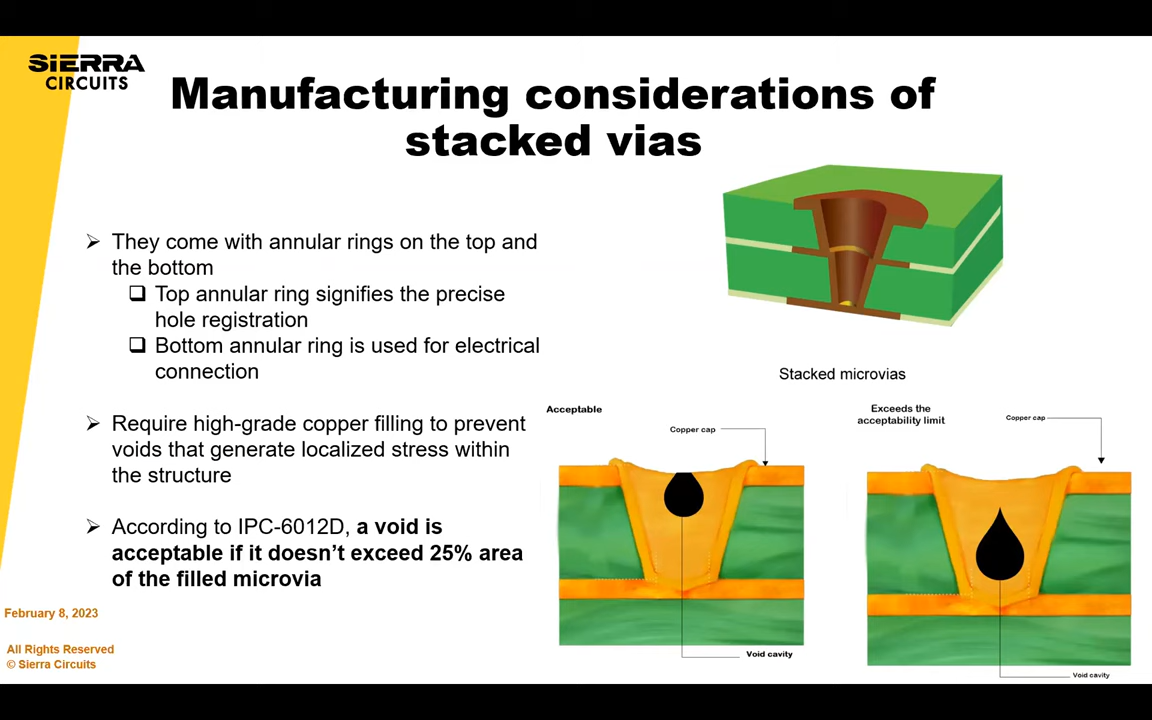 SIERRA
CIRCUITS
Manufacturing considerations of
stacked vias
➢ They come with annular rings on the top and
the bottom
❑ Top annular ring signifies the precise
hole registration
❑ Bottom annular ring is used for electrical
connection
➢ Require high-grade copper filling to prevent
voids that generate localized stress within
the structure
➢ According to IPC-6012D, a void is
acceptable if it doesn't exceed 25% area
of the filled microvia
Stacked microvias
Acceptable
Copper cap
Void cavity
Exceeds the
acceptability limit
Copper cap
Void cavity
February 8, 2023
All Rights Reserved
© Sierra Circuits